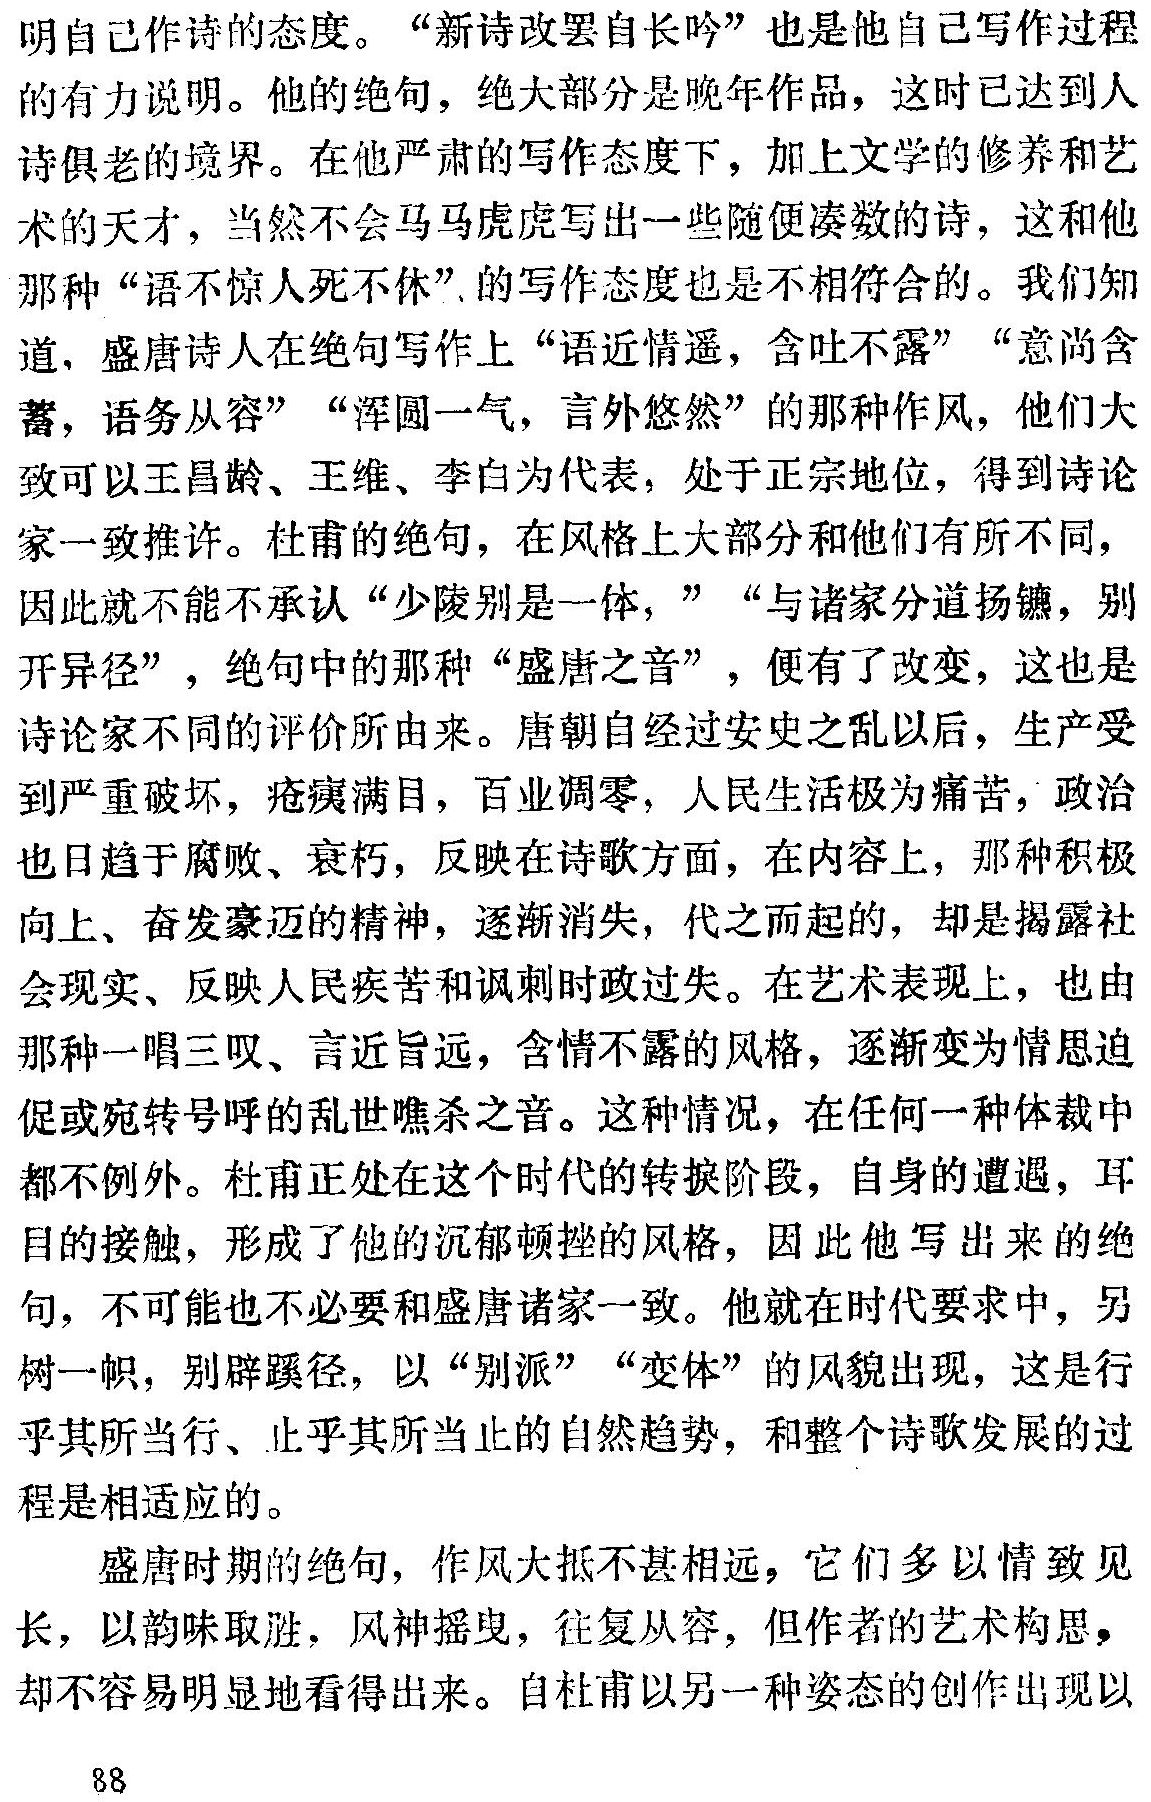 明自己作诗的态度。“新诗改罢自长吟”也是他自己写作过程
的有力说明。他的绝句，绝大部分是晚年作品，这时已达到人
诗俱老的境界。在他严肃的写作态度下，加上文学的修养和艺
术的天才，当然不会马马虎虎写出一些随便凑数的诗，这和他
那种“语不惊人死不休”的写作态度也是不相符合的。我们知
道，盛唐诗人在绝句写作上“语近情遥，含吐不露”“意尚含
蓄，语务从容”“浑圆一气，言外悠然”的那种作风，他们大
致可以王昌龄、王维、李白为代表，处于正宗地位，得到诗论
家一致推许。杜甫的绝句，在风格上大部分和他们有所不同，
因此就不能不承认“少陵别是一体，”“与诸家分道扬镳，别
开异径”，绝句中的那种“盛唐之音”，便有了改变，这也是
诗论家不同的评价所由来。唐朝自经过安史之乱以后，生产受
到严重破坏，疮痍满目，百业凋零，人民生活极为痛苦，政治
也日趋于腐败、衰朽，反映在诗歌方面，在内容上，那种积极
向上、奋发豪迈的精神，逐渐消失，代之而起的，却是揭露社
会现实、反映人民疾苦和讽刺时政过失。在艺术表现上，也由
那种一唱三叹、言近旨远，含情不露的风格，逐渐变为情思迫
促或宛转号呼的乱世噍杀之音。这种情况，在任何一种体裁中
都不例外。杜甫正处在这个时代的转捩阶段，自身的遭遇，耳
目的接触，形成了他的沉郁顿挫的风格，因此他写出来的绝
句，不可能也不必要和盛唐诸家一致。他就在时代要求中，另
树一帜，别辟蹊径，以“别派”“变体”的风貌出现，这是行
乎其所当行、止乎其所当止的自然趋势，和整个诗歌发展的过
程是相适应的。
盛唐时期的绝句，作风大抵不甚相远，它们多以情致见
长，以韵味取胜，风神摇曳，往复从容，但作者的艺术构思，
却不容易明显地看得出来。自杜甫以另一种姿态的创作出现以
88